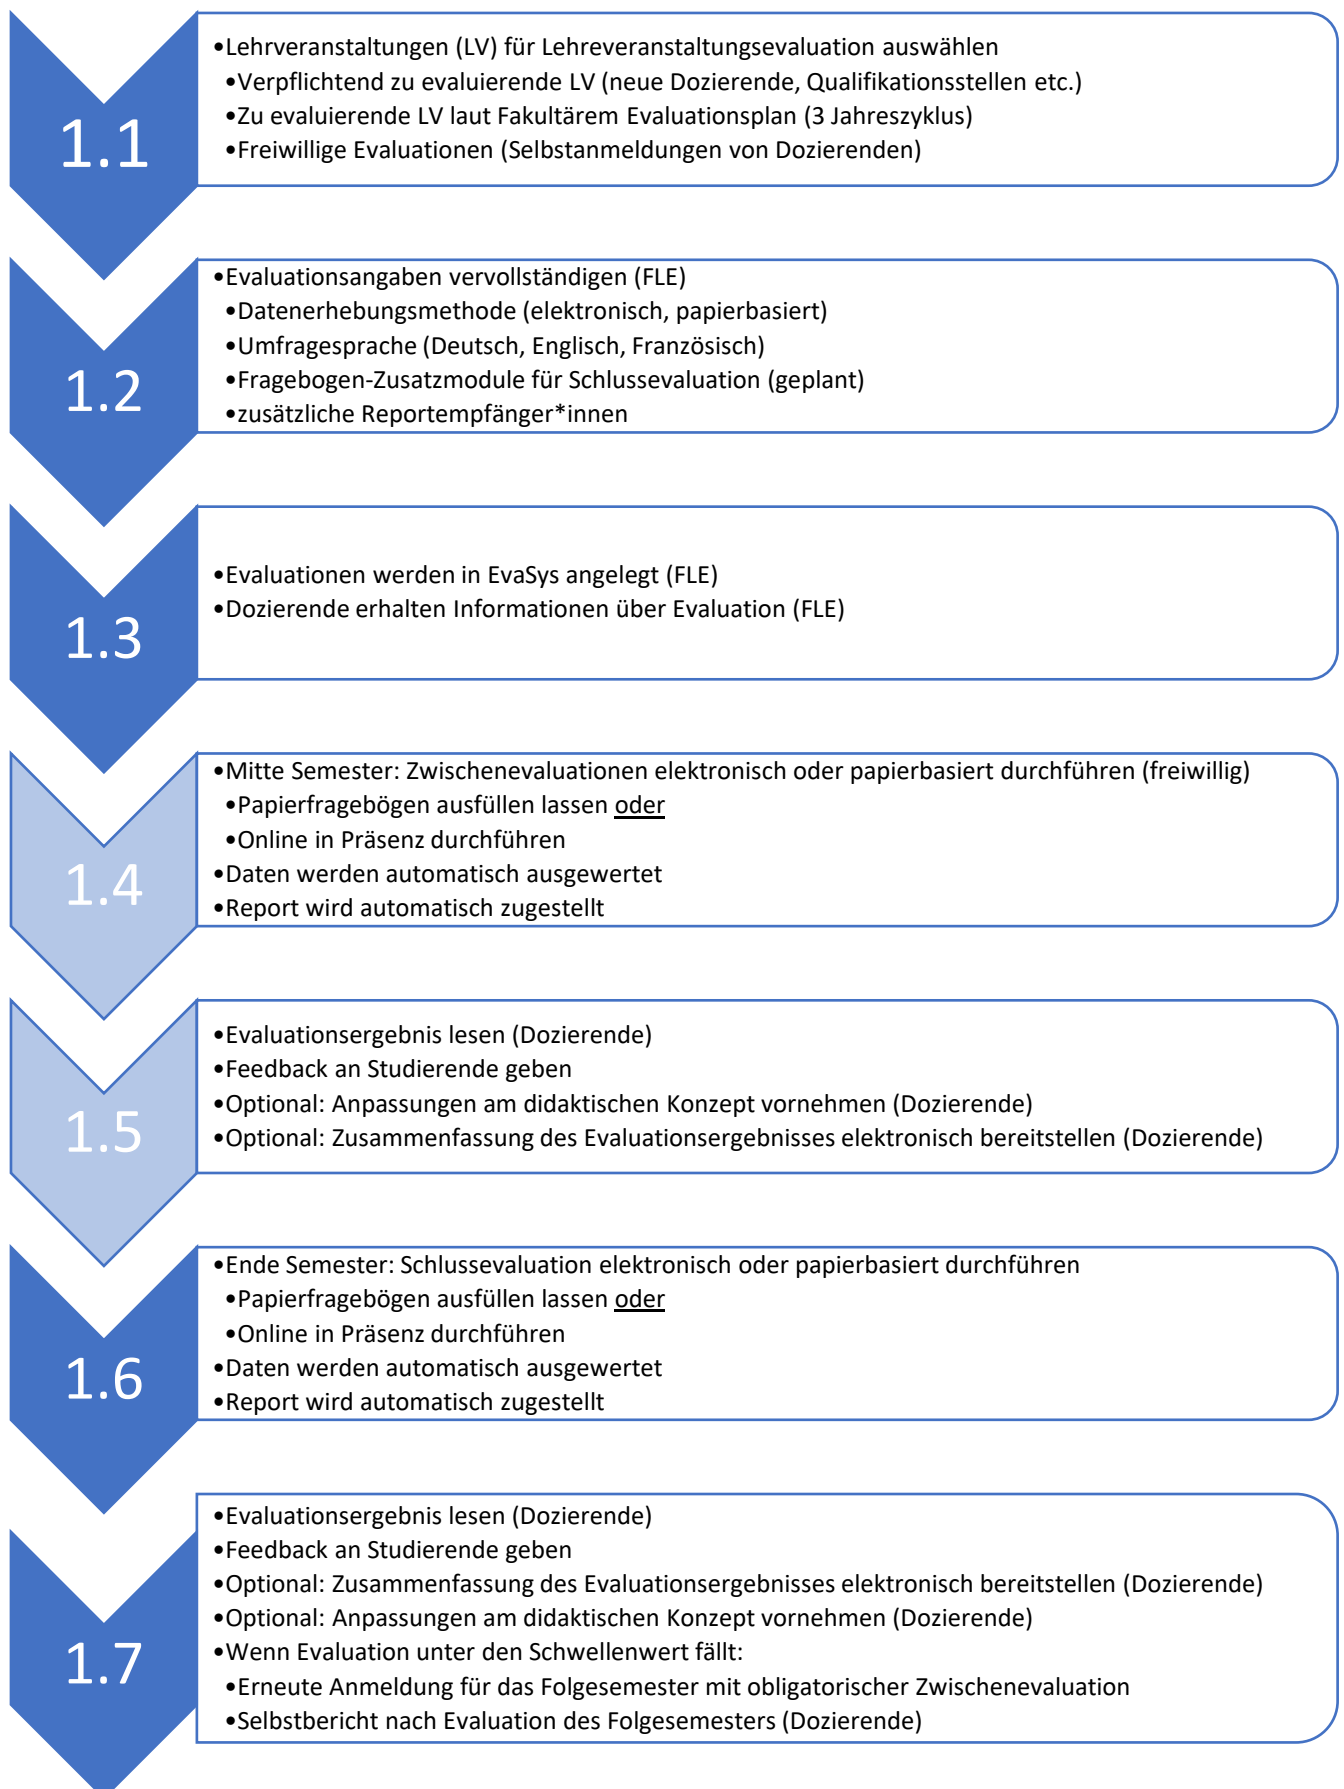 1.1
•Lehrveranstaltungen (LV) für Lehreveranstaltungsevaluation auswählen
•Verpflichtend zu evaluierende LV (neue Dozierende, Qualifikationsstellen etc.)
•Zu evaluierende LV laut Fakultärem Evaluationsplan (3 Jahreszyklus)
•Freiwillige Evaluationen (Selbstanmeldungen von Dozierenden)
1.2
•Evaluationsangaben vervollständigen (FLE)
•Datenerhebungsmethode (elektronisch, papierbasiert)
•Umfragesprache (Deutsch, Englisch, Französisch)
•Fragebogen-Zusatzmodule für Schlussevaluation (geplant)
•zusätzliche Reportempfänger*innen
1.3
•Evaluationen werden in EvaSys angelegt (FLE)
•Dozierende erhalten Informationen über Evaluation (FLE)
1.4
•Mitte Semester: Zwischenevaluationen elektronisch oder papierbasiert durchführen (freiwillig)
•Papierfragebögen ausfüllen lassen oder
•Online in Präsenz durchführen
•Daten werden automatisch ausgewertet
•Report wird automatisch zugestellt
1.5
•Evaluationsergebnis lesen (Dozierende)
•Feedback an Studierende geben
•Optional: Anpassungen am didaktischen Konzept vornehmen (Dozierende)
•Optional: Zusammenfassung des Evaluationsergebnisses elektronisch bereitstellen (Dozierende)
1.6
•Ende Semester: Schlussevaluation elektronisch oder papierbasiert durchführen
•Papierfragebögen ausfüllen lassen oder
•Online in Präsenz durchführen
•Daten werden automatisch ausgewertet
•Report wird automatisch zugestellt
1.7
•Evaluationsergebnis lesen (Dozierende)
•Feedback an Studierende geben
•Optional: Zusammenfassung des Evaluationsergebnisses elektronisch bereitstellen (Dozierende)
•Optional: Anpassungen am didaktischen Konzept vornehmen (Dozierende)
•Wenn Evaluation unter den Schwellenwert fällt:
•Erneute Anmeldung für das Folgesemester mit obligatorischer Zwischenevaluation
•Selbstbericht nach Evaluation des Folgesemesters (Dozierende)